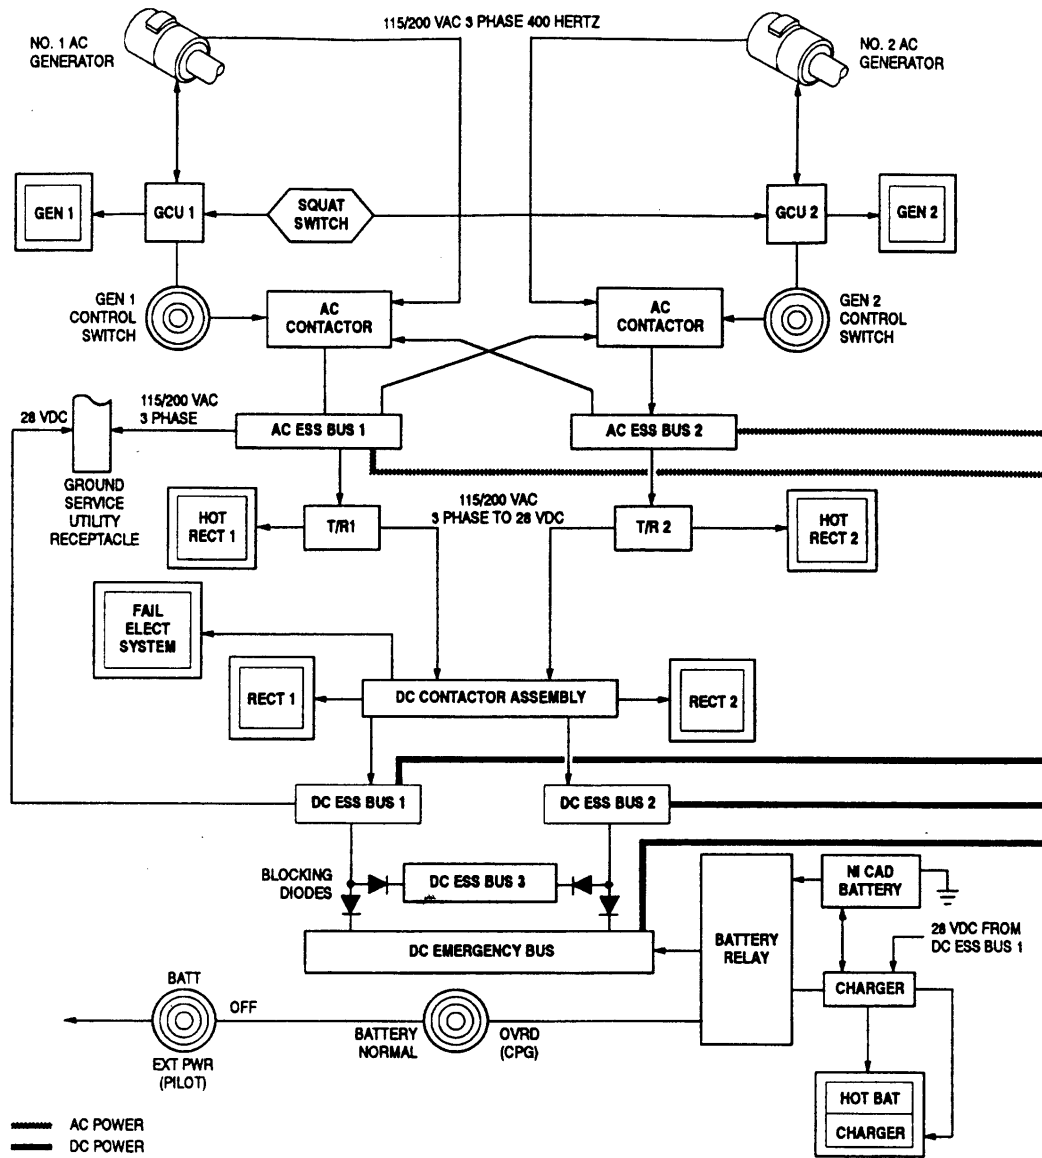 115/200 VAC 3 PHASE 400 HERTZ
NO. 1 AC
GENERATOR
NO. 2 AC
GENERATOR
GEN 1
GCU 1
SQUAT
SWITCH
GCU 2
GEN 2
GEN 1
CONTROL
SWITCH
AC
CONTACTOR
AC
CONTACTOR
GEN 2
CONTROL
SWITCH
28 VDC
115/200 VAC
3 PHASE
AC ESS BUS 1
AC ESS BUS 2
GROUND
SERVICE
UTILITY
RECEPTACLE
HOT
RECT 1
T/R1
115/200 VAC
3 PHASE TO 28 VDC
T/R 2
HOT
RECT 2
FAIL
ELECT
SYSTEM
RECT 1
DC CONTACTOR ASSEMBLY
RECT 2
DC ESS BUS 1
DC ESS BUS 2
BLOCKING
DIODES
DC ESS BUS 3
NI CAD
BATTERY
DC EMERGENCY BUS
BATTERY
RELAY
28 VDC FROM
DC ESS BUS 1
CHARGER
BATT
OFF
EXT PWR
(PILOT)
BATTERY
NORMAL
OVRD
(CPG)
HOT BAT
CHARGER
AC POWER
DC POWER